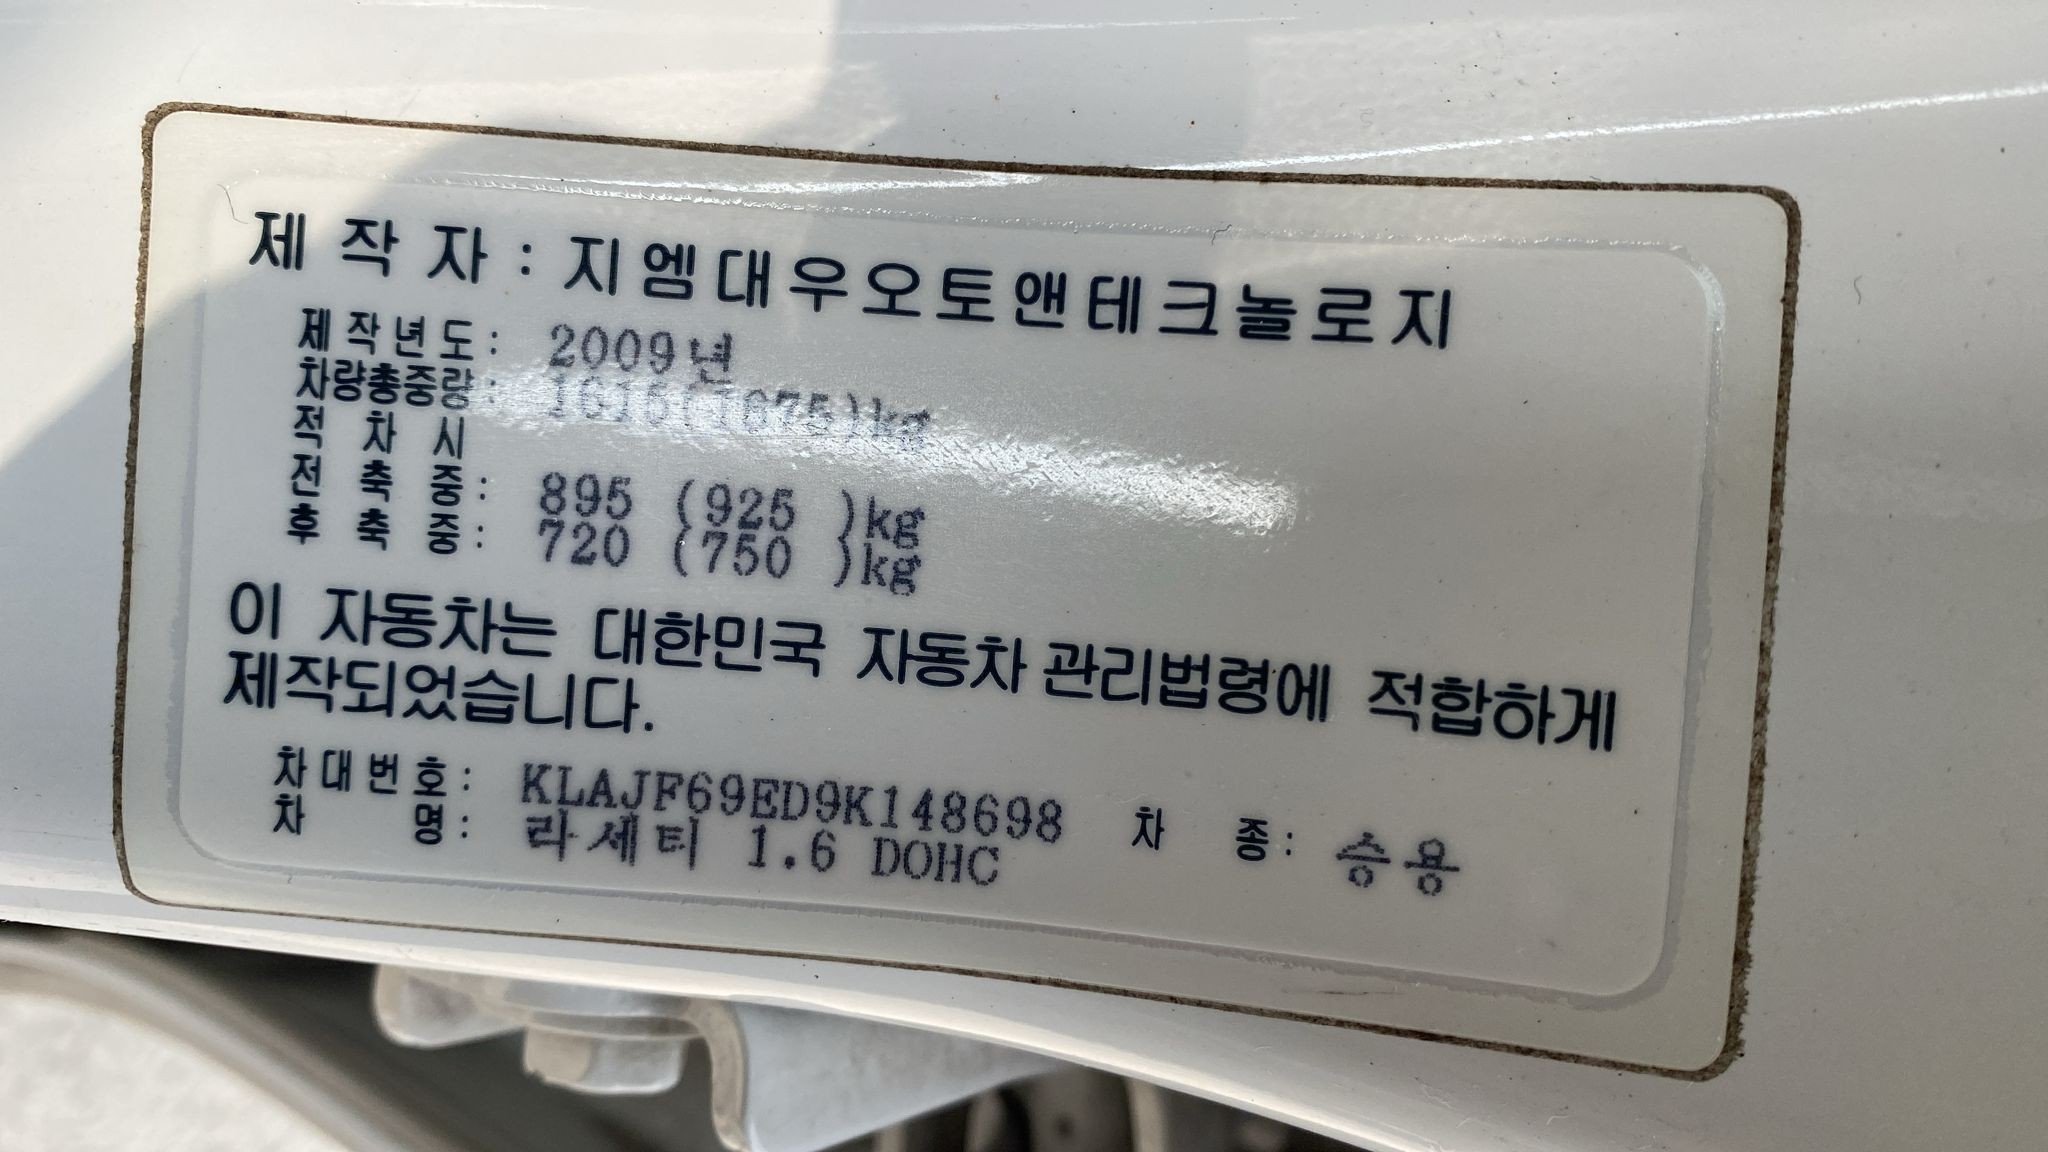 제 작 자 : 지엠대우오토앤테크놀로지
제작년도 : 2009년
차량총중량 : 1615(1675)kg
적 차 시
전 축 중 : 895 (925 )kg
후 축 중 : 720 (750 )kg
이 자동차는 대한민국 자동차 관리법령에 적합하게
제작되었습니다.
차대번호 : KLAJF69ED9K148698
차 명 : 라세티 1.6 DOHC 차 종 : 승용